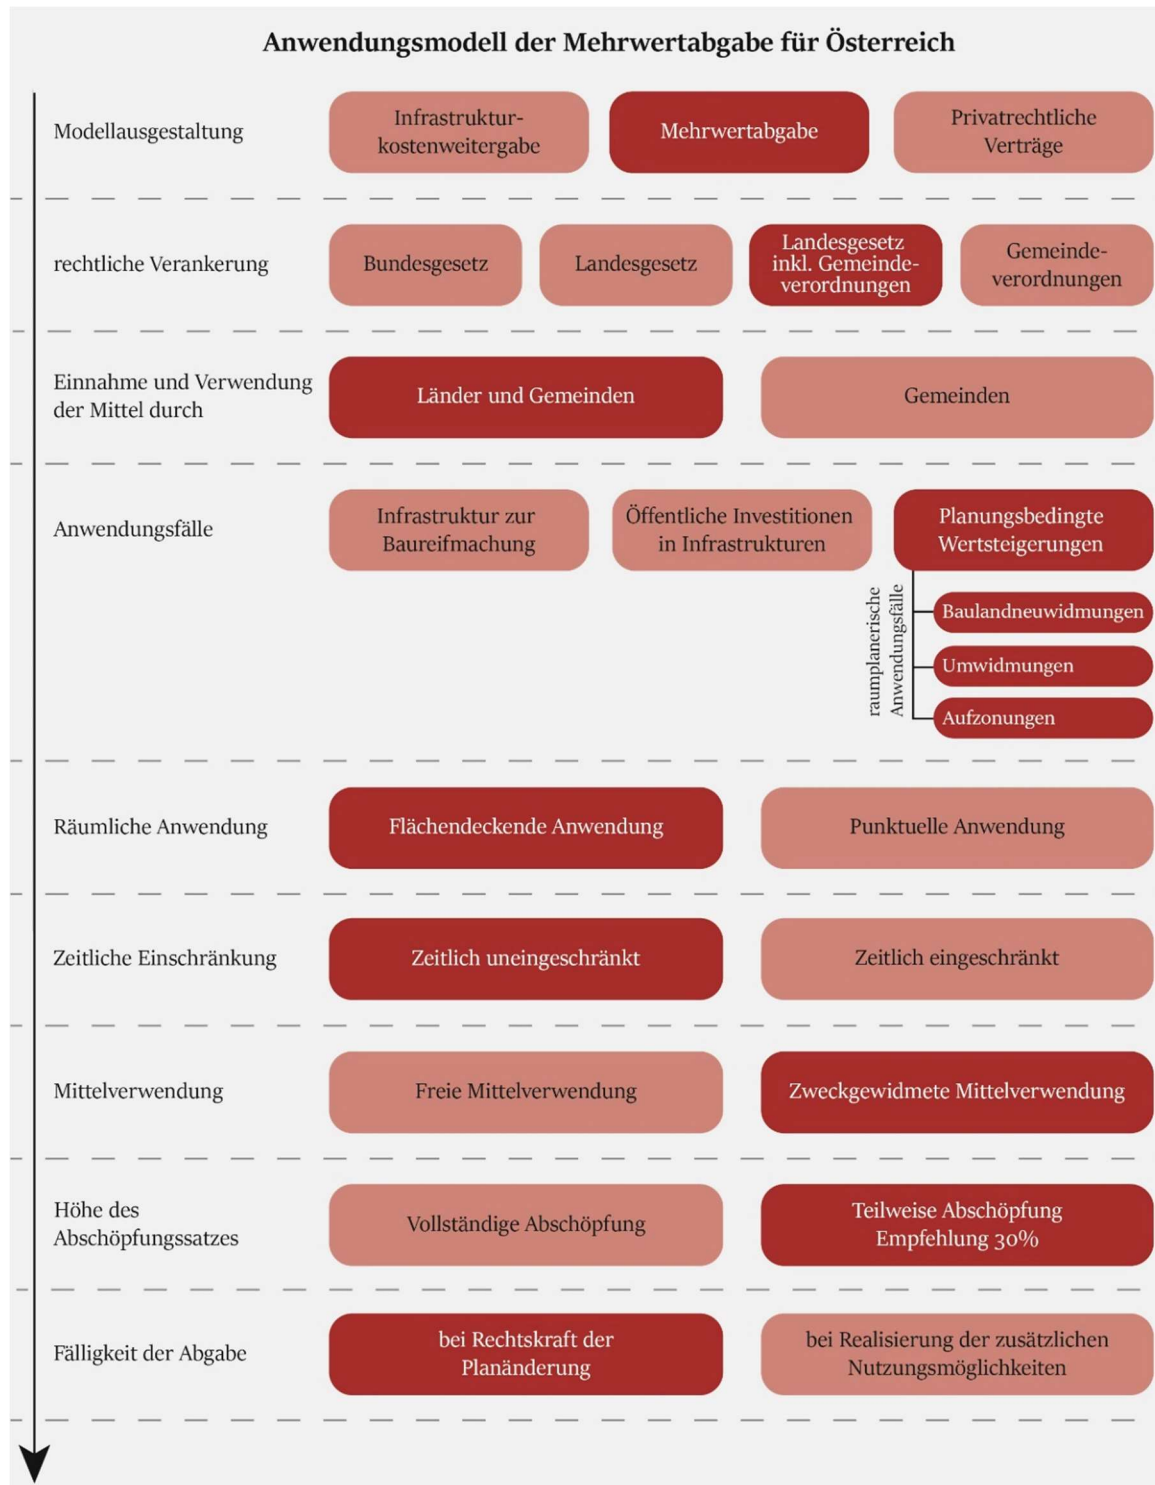 Anwendungsmodell der Mehrwertabgabe für Österreich
Modellausgestaltung
Infrastruktur-
kostenweitergabe
Mehrwertabgabe
Privatrechtliche
Verträge
rechtliche Verankerung
Bundesgesetz
Landesgesetz
Landesgesetz
inkl. Gemeinde-
verordnungen
Gemeinde-
verordnungen
Einnahme und Verwendung
der Mittel durch
Länder und Gemeinden
Gemeinden
Anwendungsfälle
Infrastruktur zur
Baureifmachung
Öffentliche Investitionen
in Infrastrukturen
Planungsbedingte
Wertsteigerungen
raumplanerische
Anwendungsfälle
Baulandneuwidmungen
Umwidmungen
Aufzonungen
Räumliche Anwendung
Flächendeckende Anwendung
Punktuelle Anwendung
Zeitliche Einschränkung
Zeitlich uneingeschränkt
Zeitlich eingeschränkt
Mittelverwendung
Freie Mittelverwendung
Zweckgewidmete Mittelverwendung
Höhe des
Abschöpfungssatzes
Vollständige Abschöpfung
Teilweise Abschöpfung
Empfehlung 30%
Fälligkeit der Abgabe
bei Rechtskraft der
Planänderung
bei Realisierung der zusätzlichen
Nutzungsmöglichkeiten